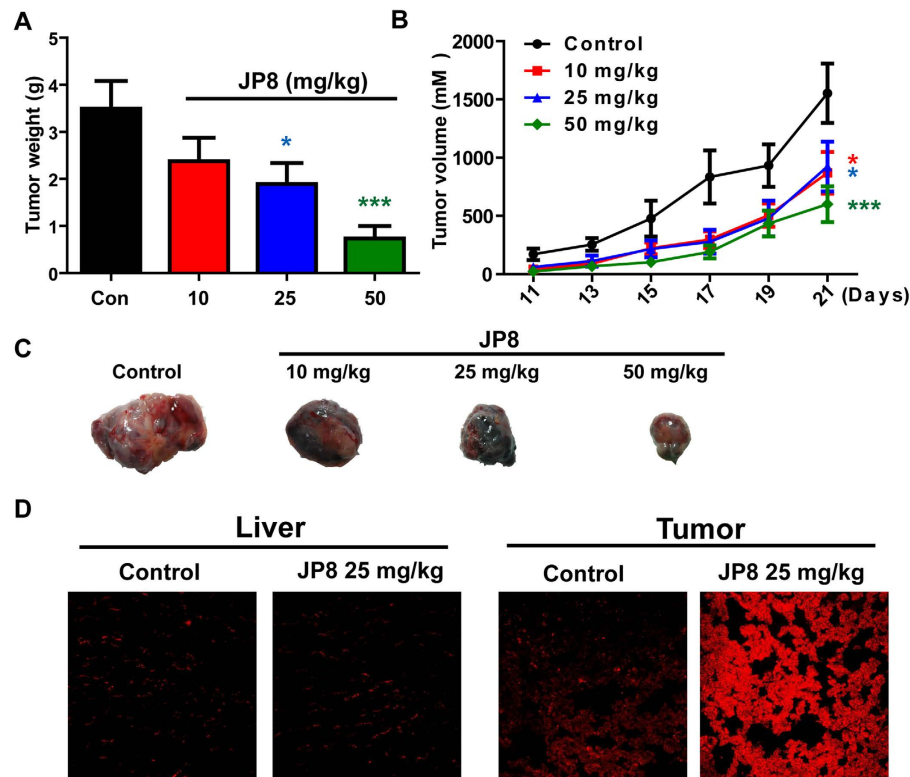 A
Tumor weight (g)
5
4
3
2
1
0
JP8 (mg/kg)
*
***
Con
10
25
50
B
Tumor volume (mM )
2000
1500
1000
500
0
Control
10 mg/kg
25 mg/kg
50 mg/kg
*
*
***
11
13
15
17
19
21
(Days)
C
JP8
Control
10 mg/kg
25 mg/kg
50 mg/kg
D
Liver
Tumor
Control
JP8 25 mg/kg
Control
JP8 25 mg/kg